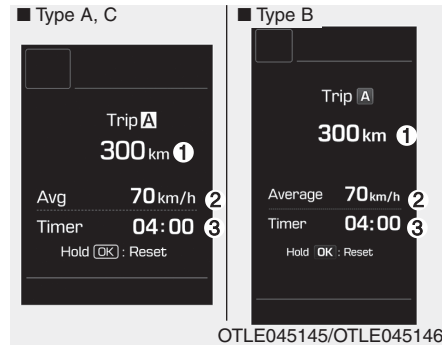 ■ Type A, C
Trip A
300 km ①
Avg 70 km/h ②
Timer 04:00 ③
Hold OK : Reset
■ Type B
Trip A
300 km ①
Average 70 km/h ②
Timer 04:00 ③
Hold OK : Reset
OTLE045145/OTLE045146